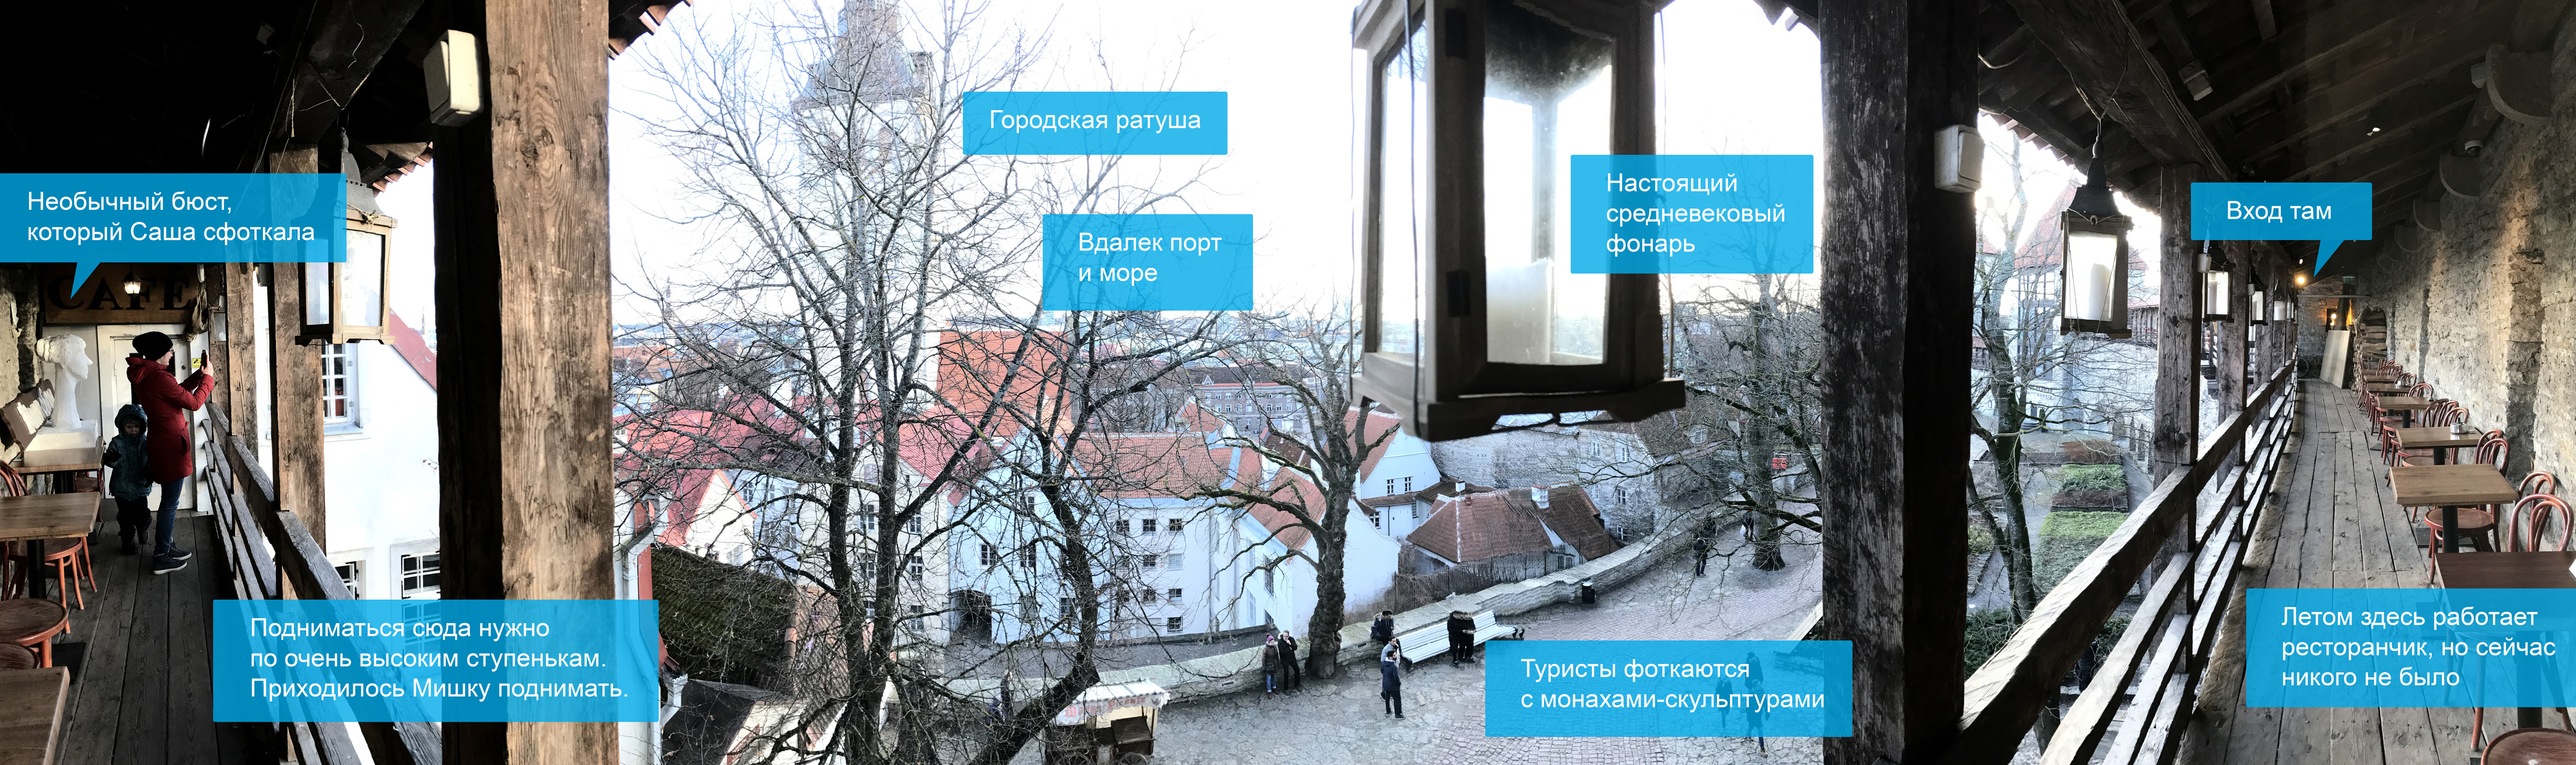 Необычный бюст,
который Саша сфоткала
CAFE
Подниматься сюда нужно
по очень высоким ступенькам.
Приходилось Мишку поднимать.
Городская ратуша
Вдалек порт
и море
Настоящий
средневековый
фонарь
Туристы фоткаются
с монахами-скульптурами
Вход там
Летом здесь работает
ресторанчик, но сейчас
никого не было